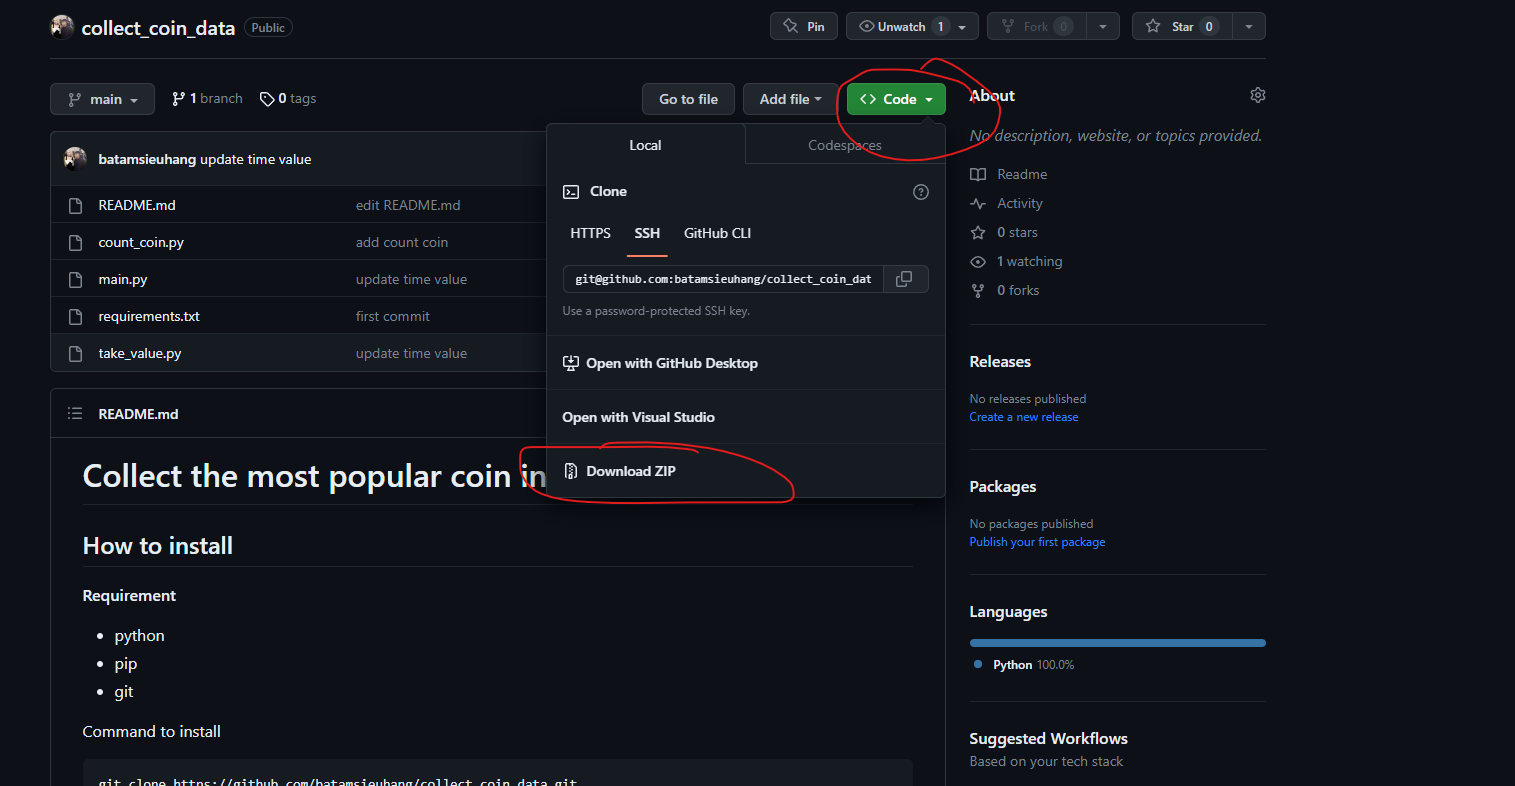 collect_coin_data Public
Pin
Unwatch 1
Fork 0
Star 0
main
1 branch
0 tags
Go to file
Add file
<> Code
About
No description, website, or topics provided.
Readme
Activity
0 stars
1 watching
0 forks
batamsieuhang update time value
README.md edit README.md
count_coin.py add count coin
main.py update time value
requirements.txt first commit
take_value.py update time value
Local
Codespaces
Clone
HTTPS
SSH
GitHub CLI
git@github.com:batamsieuhang/collect_coin_dat
Use a password-protected SSH key.
Open with GitHub Desktop
Open with Visual Studio
Download ZIP
Releases
No releases published
Create a new release
README.md
Collect the most popular coin in
How to install
Requirement
python
pip
git
Command to install
git clone https://github.com/batamsieuhang/collect_coin_data.git
Packages
No packages published
Publish your first package
Languages
Python 100.0%
Suggested Workflows
Based on your tech stack